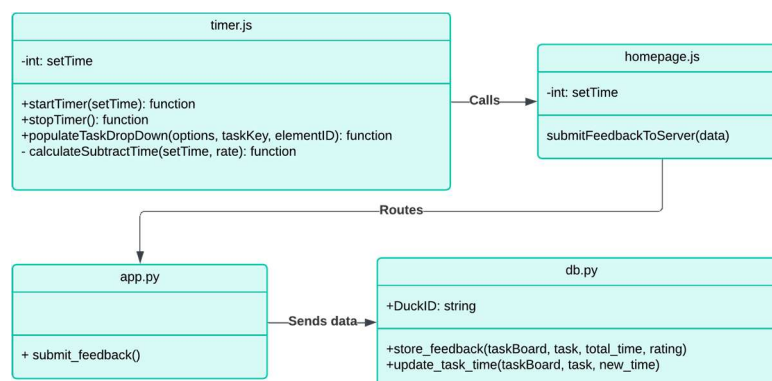 timer.js
-int: setTime
+startTimer(setTime): function
+stopTimer(): function
+populateTaskDropDown(options, taskKey, elementID): function
- calculateSubtractTime(setTime, rate): function
Calls
homepage.js
-int: setTime
submitFeedbackToServer(data)
Routes
app.py
+ submit_feedback()
Sends data
db.py
+DuckID: string
+store_feedback(taskBoard, task, total_time, rating)
+update_task_time(taskBoard, task, new_time)